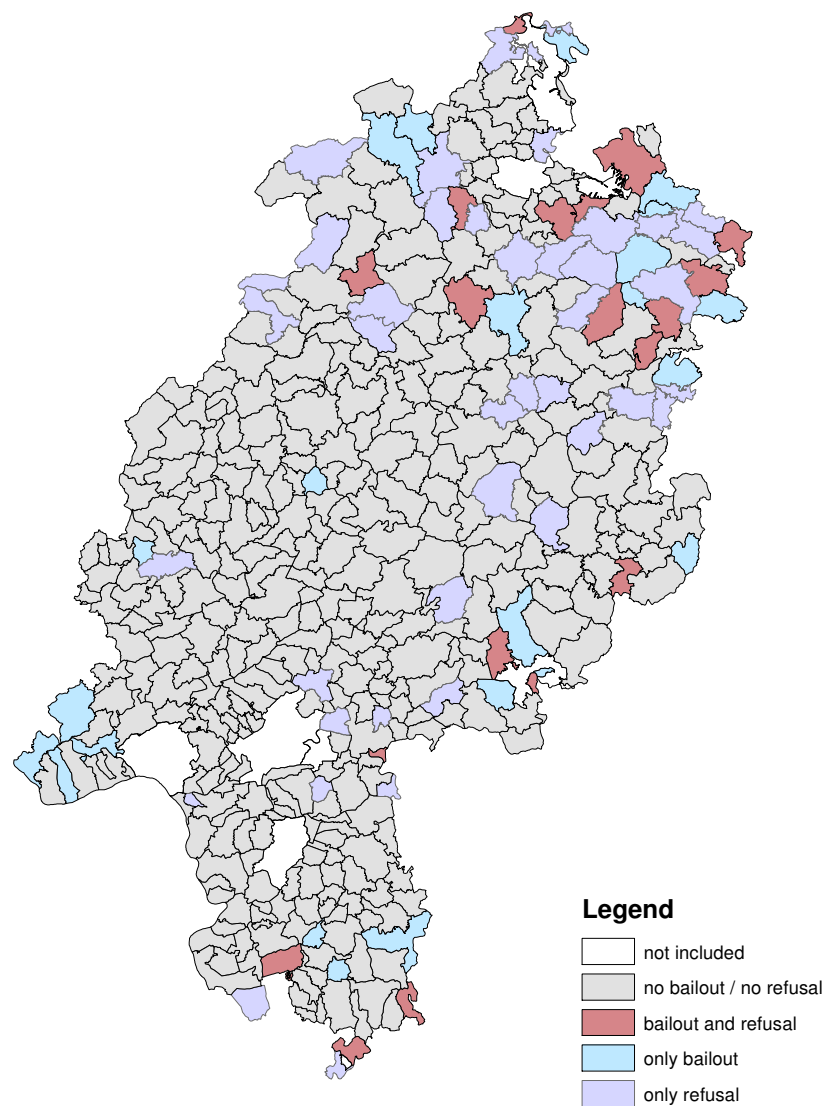 Legend
not included
no bailout / no refusal
bailout and refusal
only bailout
only refusal